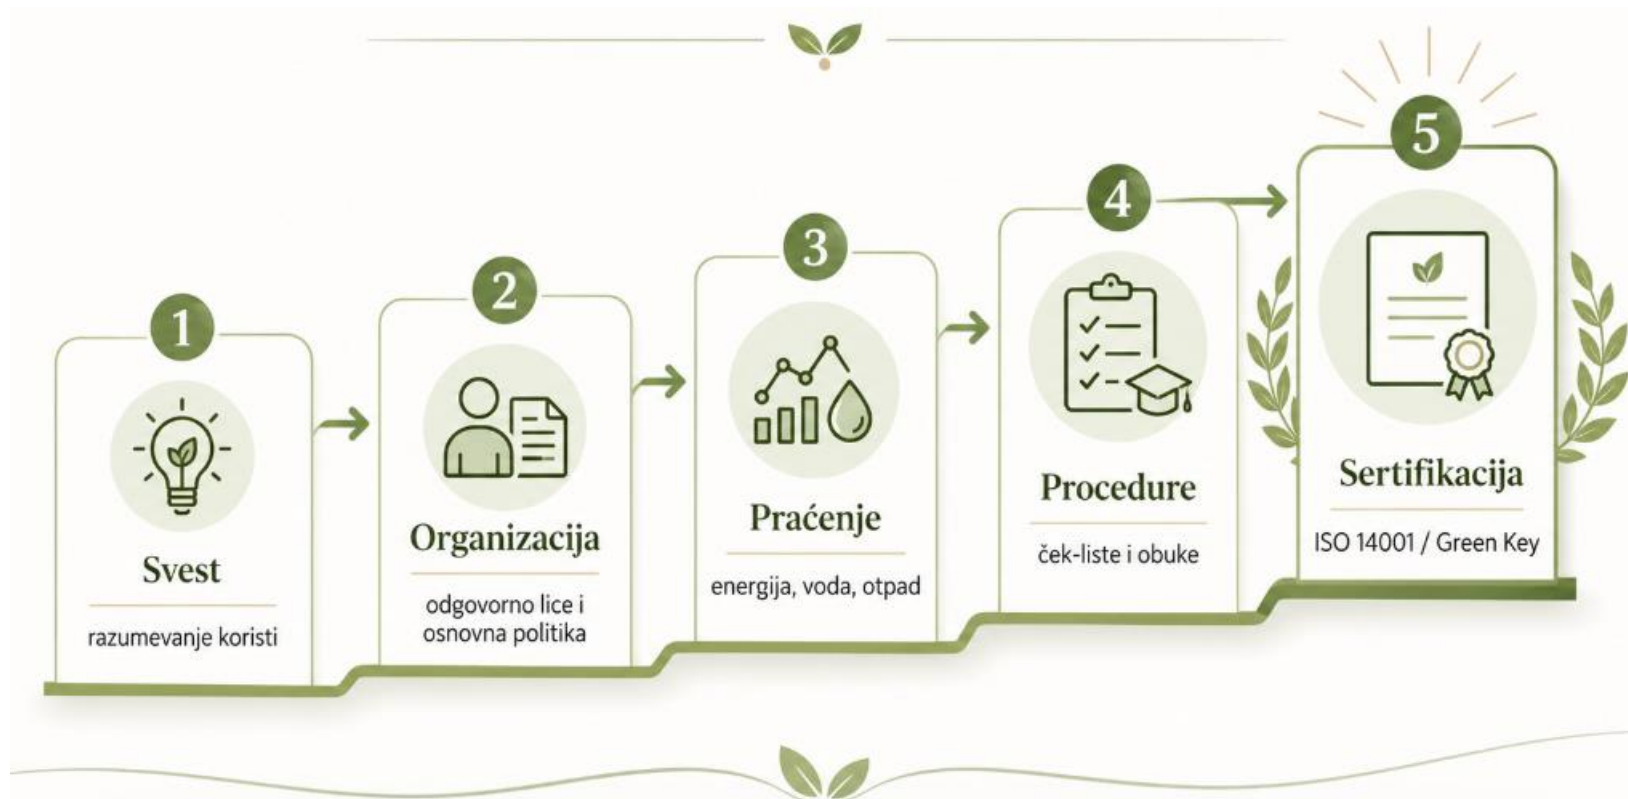 1
Svest
razumevanje koristi
2
Organizacija
odgovorno lice i
osnovna politika
3
Praćenje
energija, voda, otpad
4
Procedure
ček-liste i obuke
5
Sertifikacija
ISO 14001 / Green Key